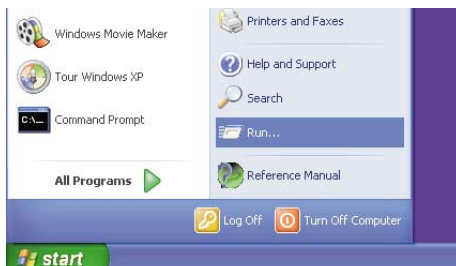 Windows Movie Maker
Tour Windows XP
C:\_
Command Prompt
All Programs
Printers and Faxes
Help and Support
Search
Run...
Reference Manual
Log Off
Turn Off Computer
start